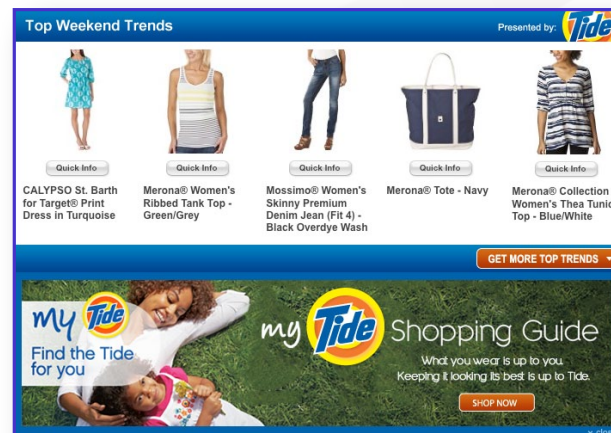 Top Weekend Trends
Presented by: Tide
Quick Info
Quick Info
Quick Info
Quick Info
Quick Info
CALYPSO St. Barth
for Target® Print
Dress in Turquoise
Merona® Women's
Ribbed Tank Top -
Green/Grey
Mossimo® Women's
Skinny Premium
Denim Jean (Fit 4) -
Black Overdye Wash
Merona® Tote - Navy
Merona® Collection
Women's Thea Tunic
Top - Blue/White
GET MORE TOP TRENDS
my Tide
Find the Tide
for you
my Tide Shopping Guide
What you wear is up to you.
Keeping it looking its best is up to Tide.
SHOP NOW